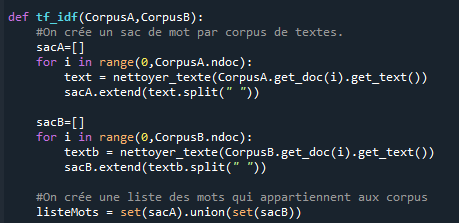 def tf_idf(CorpusA,CorpusB):
    #On crée un sac de mot par corpus de textes.
    sacA=[]
    for i in range(0,CorpusA.ndoc):
        text = nettoyer_texte(CorpusA.get_doc(i).get_text())
        sacA.extend(text.split(" "))

    sacB=[]
    for i in range(0,CorpusB.ndoc):
        textb = nettoyer_texte(CorpusB.get_doc(i).get_text())
        sacB.extend(textb.split(" "))

    #On crée une liste des mots qui appartiennent aux corpus
    listeMots = set(sacA).union(set(sacB))